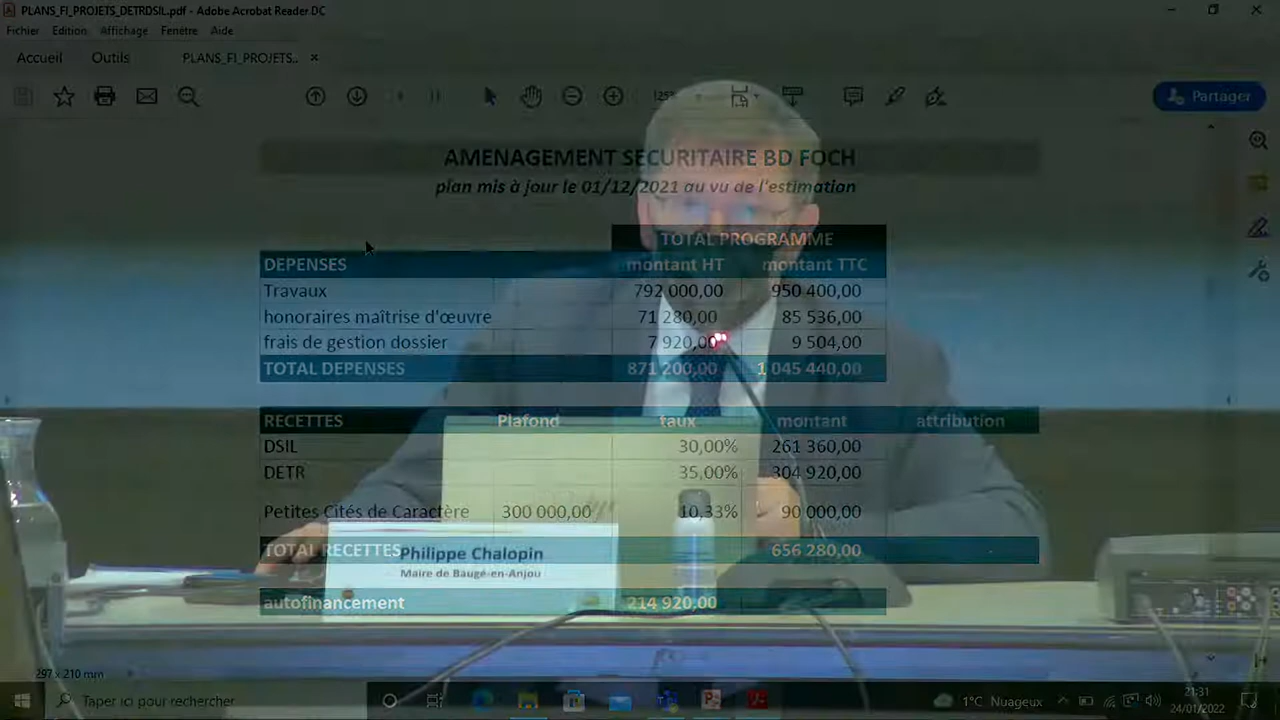 PLANS_FI_PROJETS_DETRDSIL.pdf - Adobe Acrobat Reader DC
Fichier Edition Affichage Fenêtre Aide
Accueil Outils PLANS_FI_PROJETS... ×
Partager
AMENAGEMENT SECURITAIRE BD FOCH
plan mis à jour le 01/12/2021 au vu de l'estimation
TOTAL PROGRAMME
DEPENSES montant HT montant TTC
Travaux 792 000,00 950 400,00
honoraires maîtrise d'œuvre 71 280,00 85 536,00
frais de gestion dossier 7 920,00 9 504,00
TOTAL DEPENSES 871 200,00 1 045 440,00
RECETTES Plafond taux montant attribution
DSIL 30,00% 261 360,00
DETR 35,00% 304 920,00
Petites Cités de Caractère 300 000,00 10,33% 90 000,00
TOTAL RECETTES 656 280,00
Philippe Chalopin
Maire de Baugé-en-Anjou
autofinancement 214 920,00
297 x 210 mm
Taper ici pour rechercher
1°C Nuageux
21:31
24/01/2022